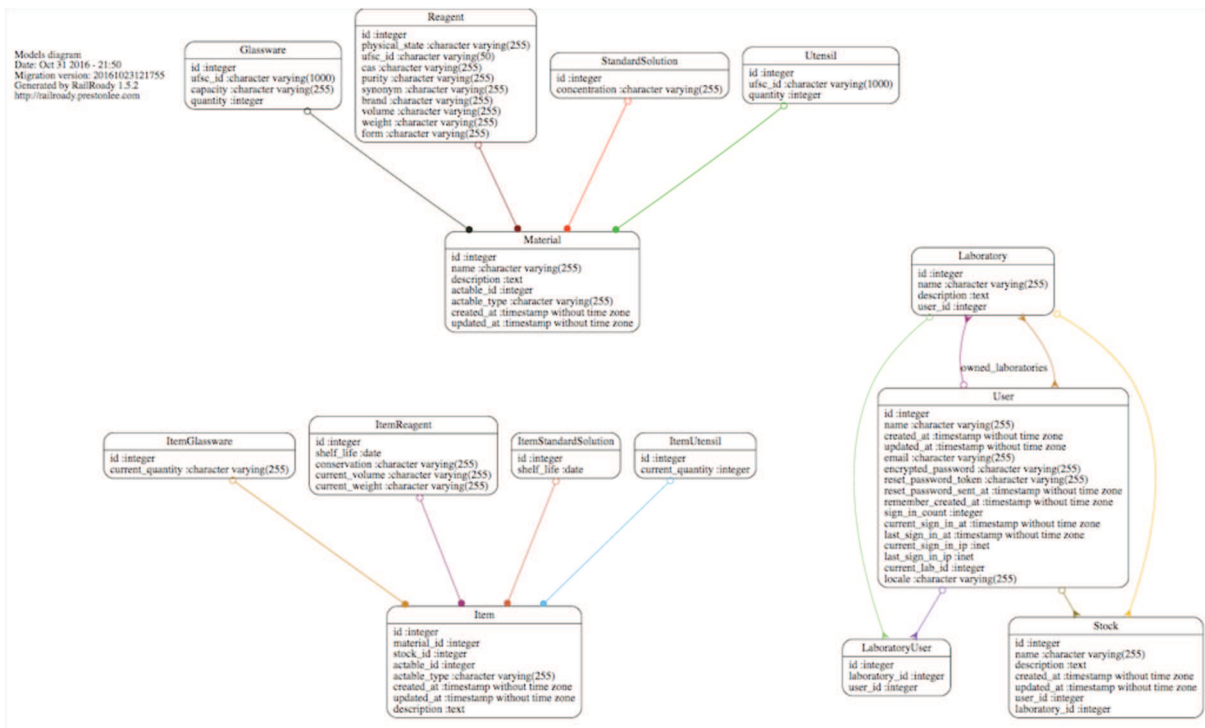 Models diagram
Date: Oct 31 2016 - 21:50
Migration version: 20161023121755
Generated by RailRoady 1.5.2
http://railroady.prestonlee.com
Glassware
id :integer
ufsc_id :character varying(1000)
capacity :character varying(255)
quantity :integer
Reagent
id :integer
physical_state :character varying(255)
ufsc_id :character varying(50)
cas :character varying(255)
purity :character varying(255)
synonym :character varying(255)
brand :character varying(255)
volume :character varying(255)
weight :character varying(255)
form :character varying(255)
StandardSolution
id :integer
concentration :character varying(255)
Utensil
id :integer
ufsc_id :character varying(1000)
quantity :integer
Material
id :integer
name :character varying(255)
description :text
actable_id :integer
actable_type :character varying(255)
created_at :timestamp without time zone
updated_at :timestamp without time zone
Laboratory
id :integer
name :character varying(255)
description :text
user_id :integer
owned_laboratories
User
id :integer
name :character varying(255)
created_at :timestamp without time zone
updated_at :timestamp without time zone
email :character varying(255)
encrypted_password :character varying(255)
reset_password_token :character varying(255)
reset_password_sent_at :timestamp without time zone
remember_created_at :timestamp without time zone
sign_in_count :integer
current_sign_in_at :timestamp without time zone
last_sign_in_at :timestamp without time zone
current_sign_in_ip :inet
last_sign_in_ip :inet
current_lab_id :integer
locale :character varying(255)
ItemGlassware
id :integer
current_quantity :character varying(255)
ItemReagent
id :integer
shelf_life :date
conservation :character varying(255)
current_volume :character varying(255)
current_weight :character varying(255)
ItemStandardSolution
id :integer
shelf_life :date
ItemUtensil
id :integer
current_quantity :integer
Item
id :integer
material_id :integer
stock_id :integer
actable_id :integer
actable_type :character varying(255)
created_at :timestamp without time zone
updated_at :timestamp without time zone
description :text
LaboratoryUser
id :integer
laboratory_id :integer
user_id :integer
Stock
id :integer
name :character varying(255)
description :text
created_at :timestamp without time zone
updated_at :timestamp without time zone
user_id :integer
laboratory_id :integer